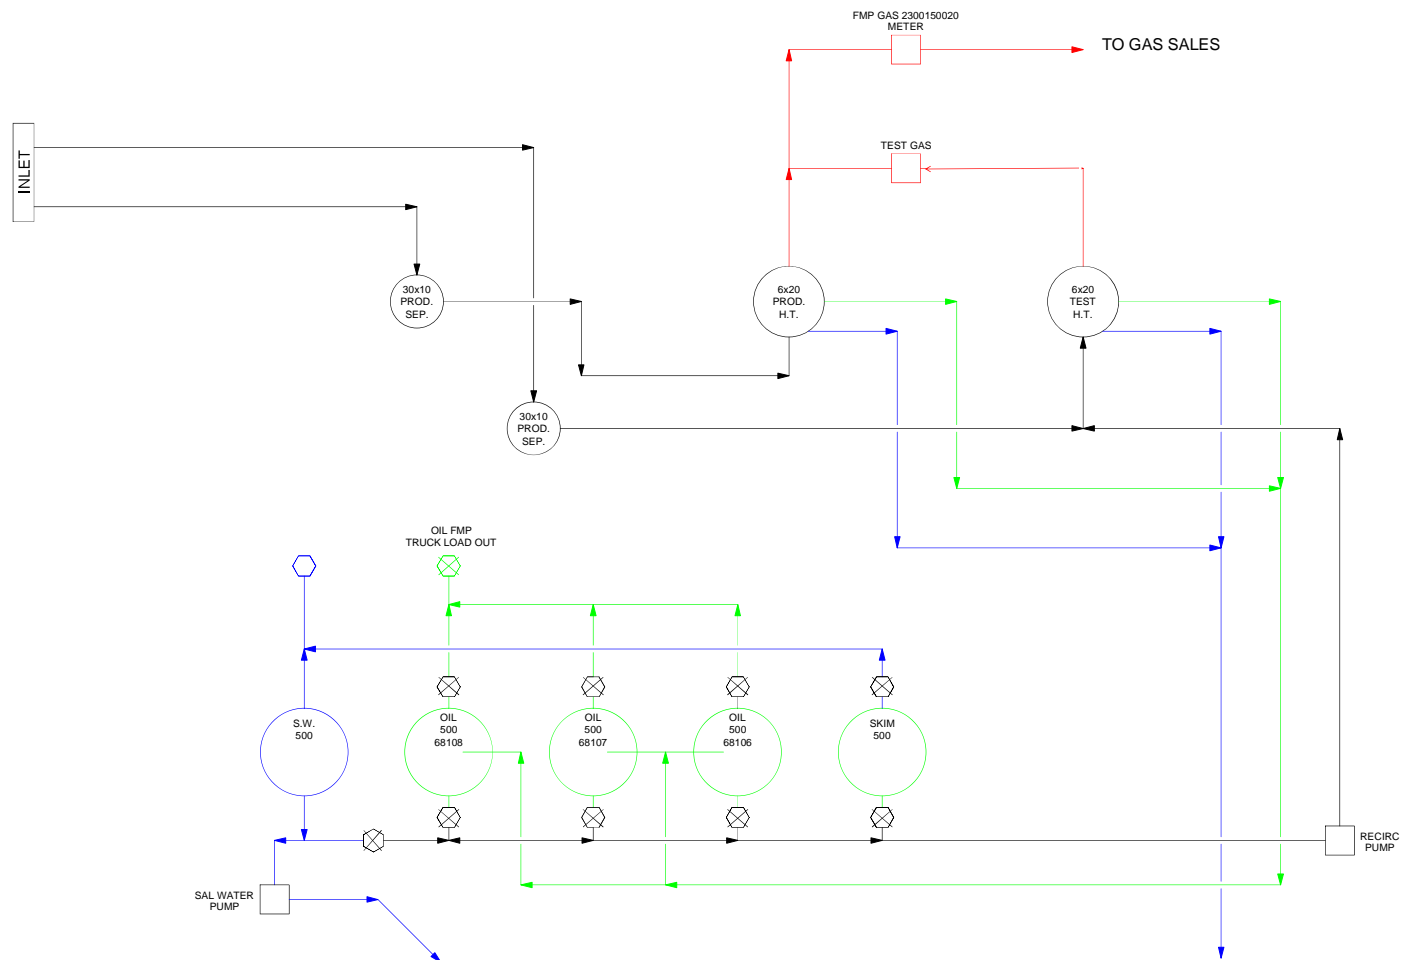 FMP GAS 2300150020
METER
TO GAS SALES
INLET
TEST GAS
30x10
PROD.
SEP.
6x20
PROD.
H.T.
6x20
TEST
H.T.
30x10
PROD.
SEP.
OIL FMP
TRUCK LOAD OUT
S.W.
500
OIL
500
68108
OIL
500
68107
OIL
500
68106
SKIM
500
RECIRC
PUMP
SAL WATER
PUMP